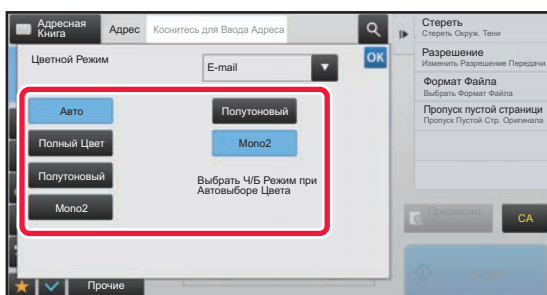 Адресная
Книга
Адрес
Коснитесь для Ввода Адреса
Стереть
Стереть Окруж. Тени
Цветной Режим
E-mail
OK
Разрешение
Изменить Разрешение Передачи
Формат Файла
Выбрать Формат Файла
Авто
Полутоновый
Пропуск пустой страници
Пропуск Пустой Стр. Оригинала
Полный Цвет
Mono2
Полутоновый
Выбрать Ч/Б Режим при
Автовыборе Цвета
Mono2
Предварит.
CA
Прочие
Старт